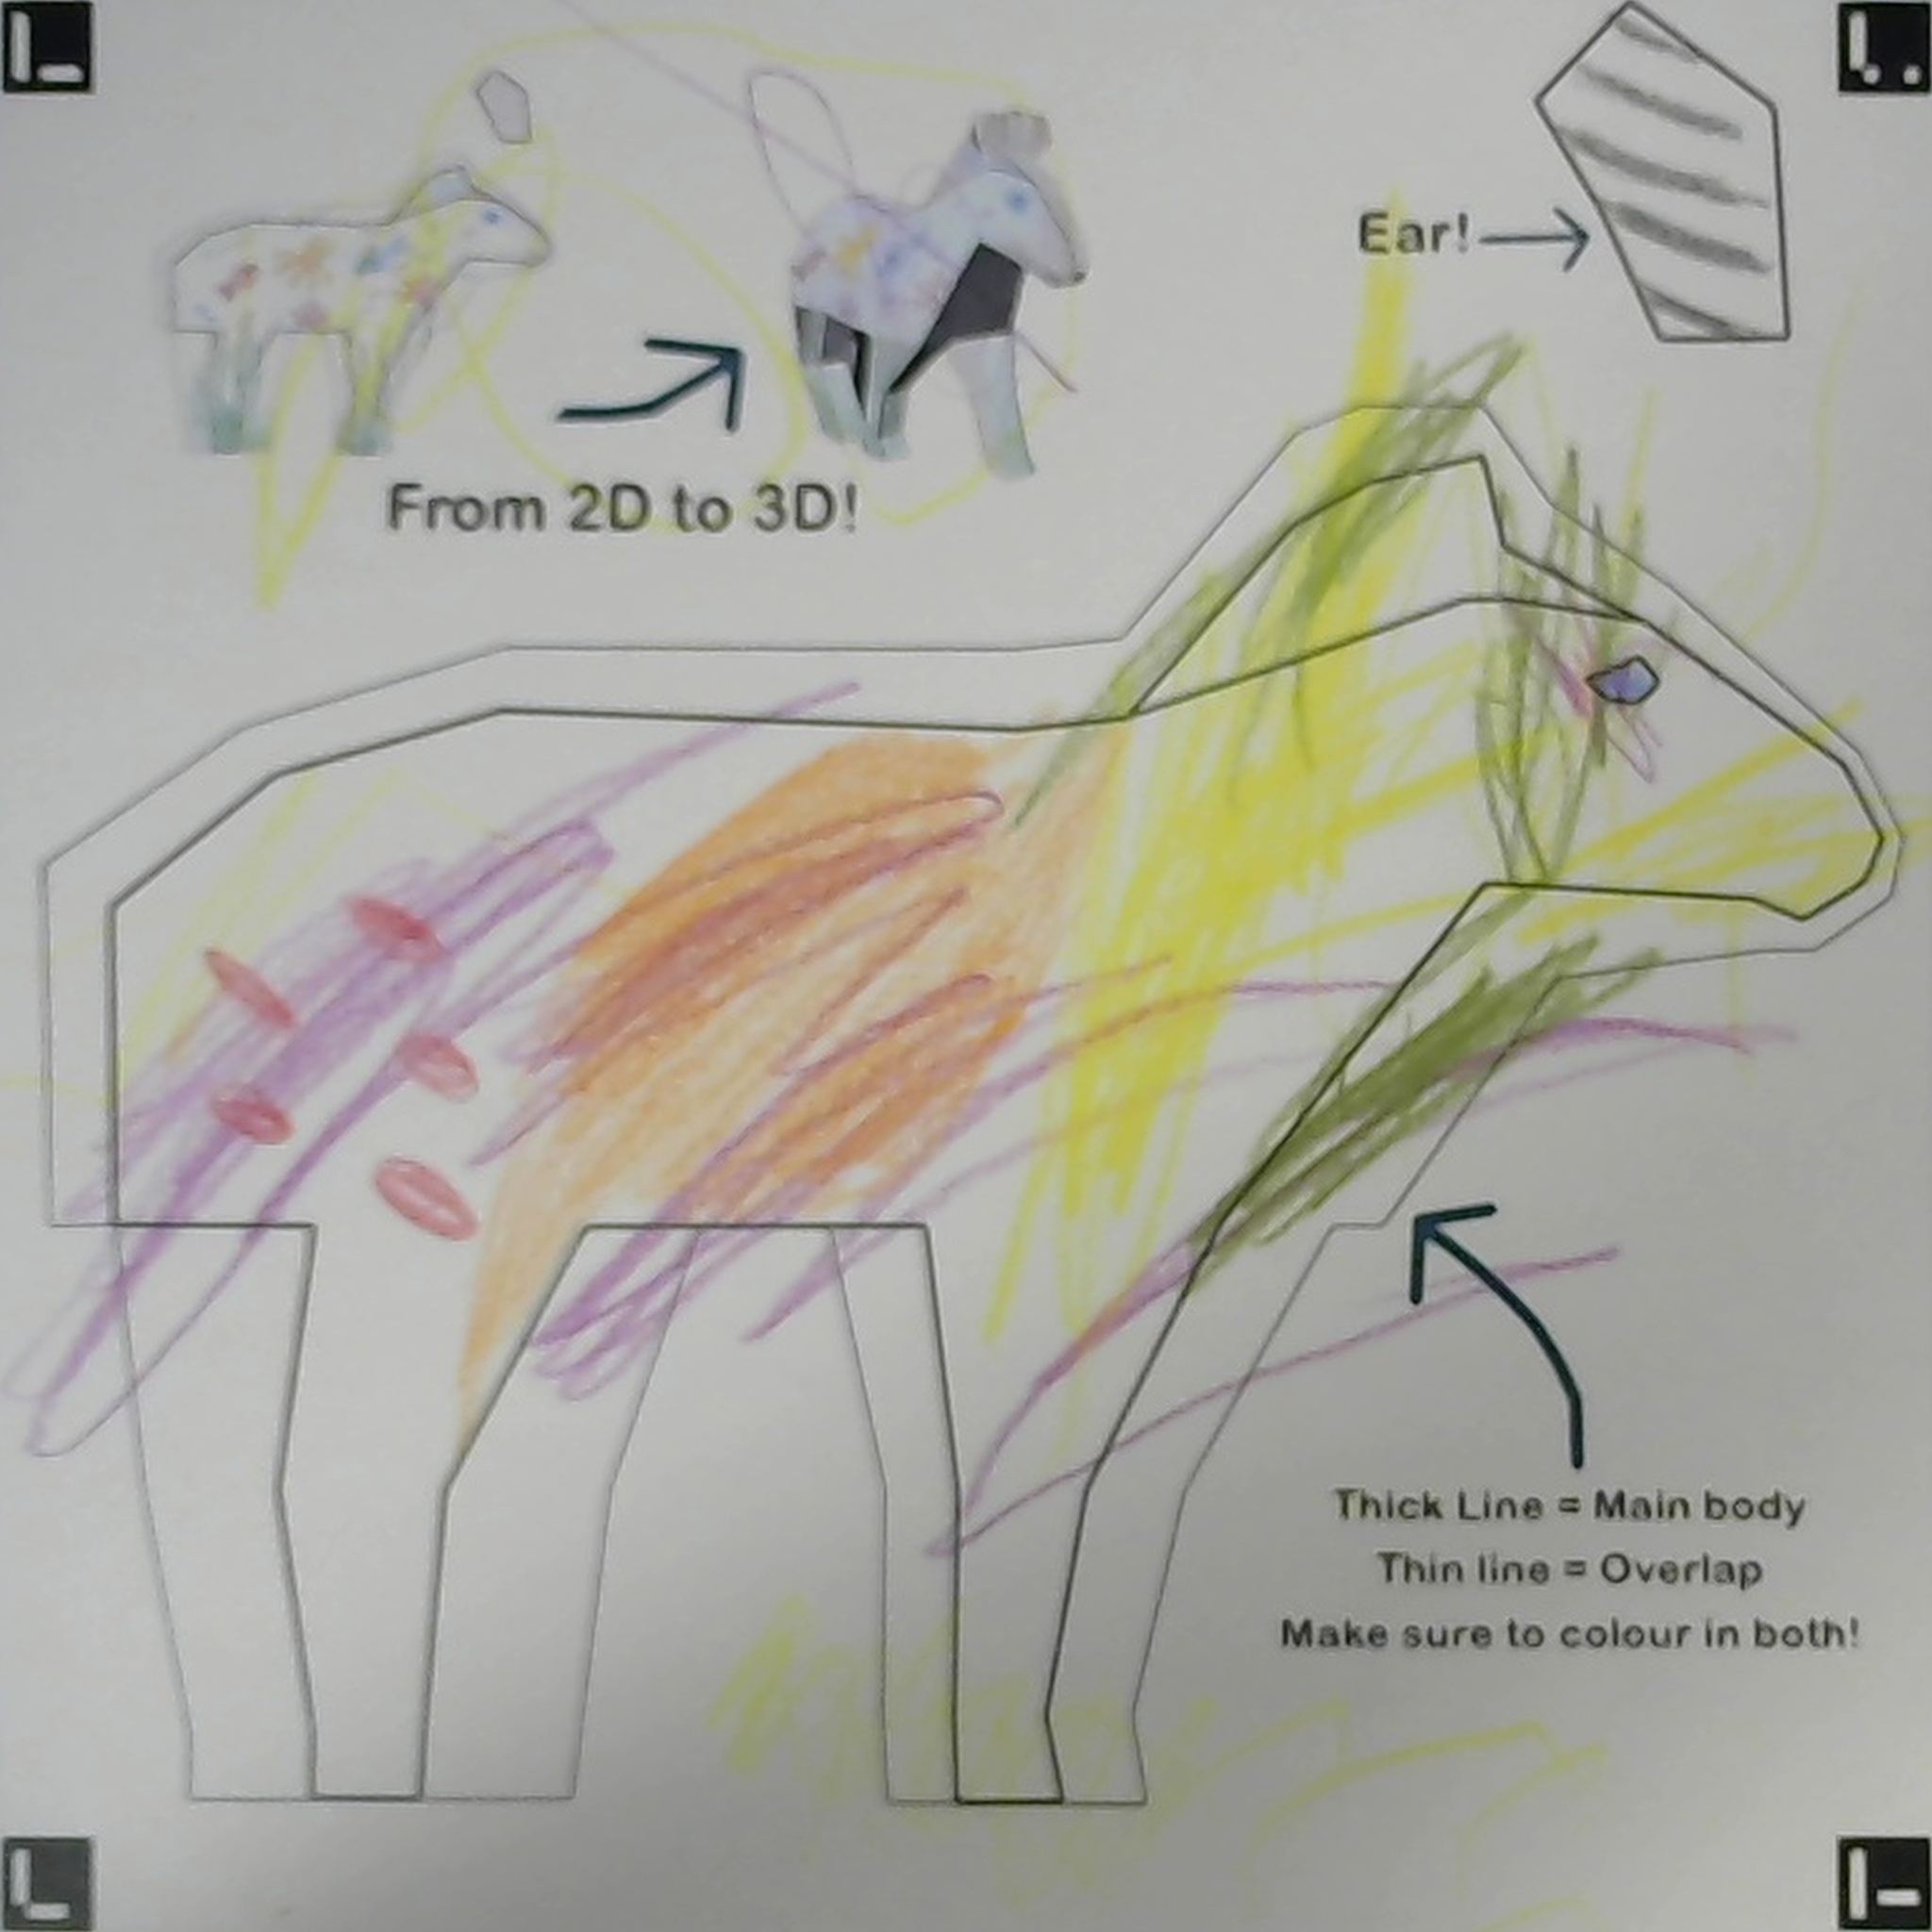 Ear!
From 2D to 3D!
Thick Line = Main body
Thin line = Overlap
Make sure to colour in both!